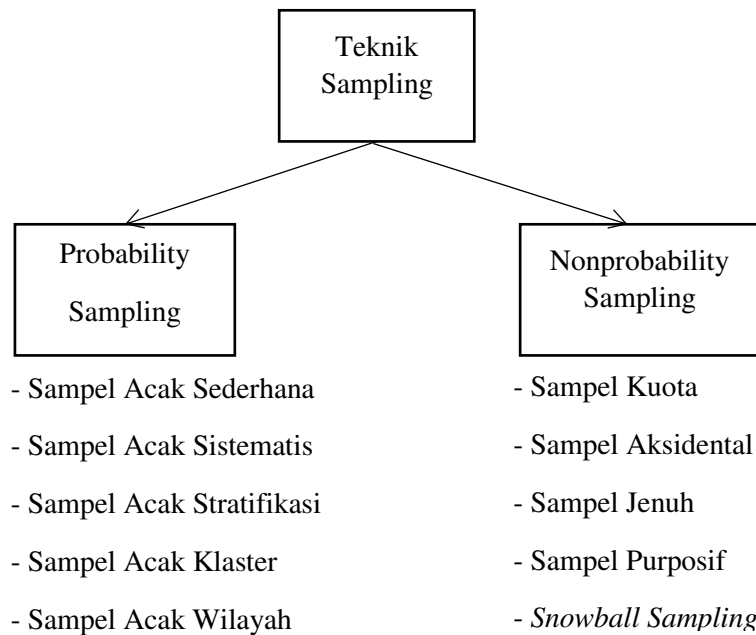 Teknik
Sampling
Probability
Sampling
Nonprobability
Sampling
- Sampel Acak Sederhana
- Sampel Acak Sistematis
- Sampel Acak Stratifikasi
- Sampel Acak Klaster
- Sampel Acak Wilayah
- Sampel Kuota
- Sampel Aksidental
- Sampel Jenuh
- Sampel Purposif
- Snowball Sampling